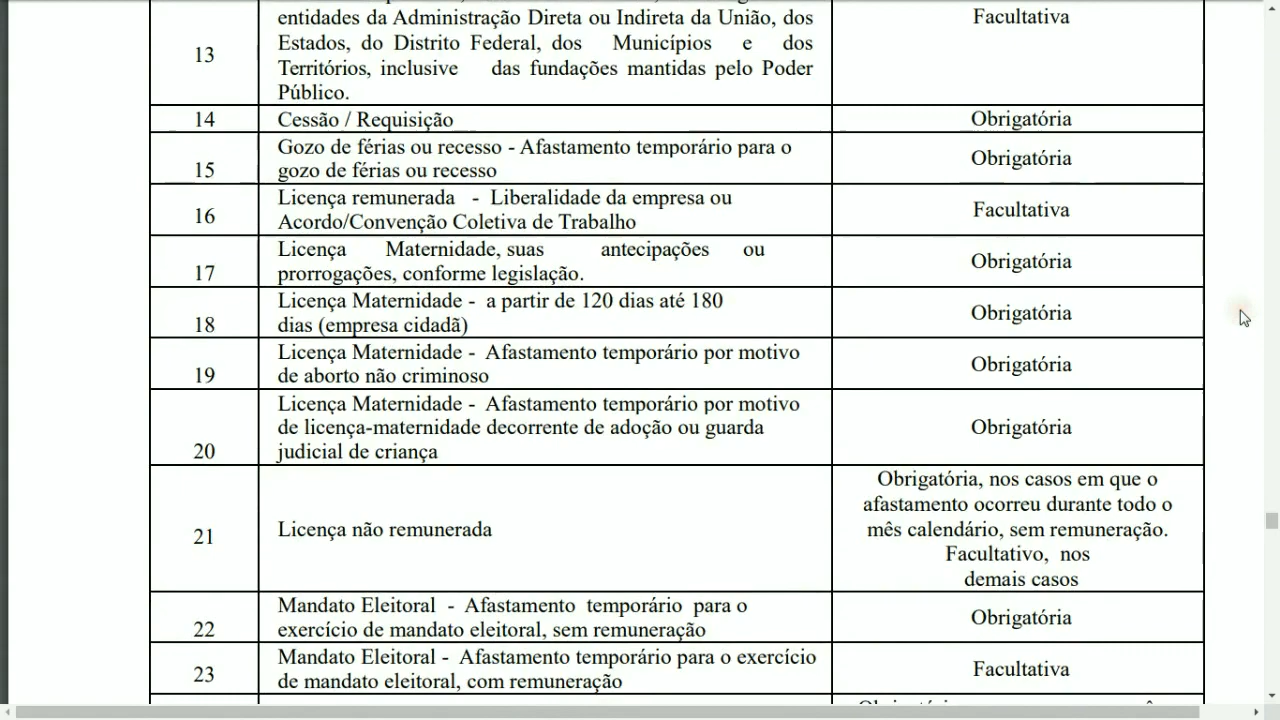 entidades da Administração Direta ou Indireta da União, dos
Estados, do Distrito Federal, dos Municípios e dos
Territórios, inclusive das fundações mantidas pelo Poder
Público.
13
Facultativa
14
Cessão / Requisição
Obrigatória
15
Gozo de férias ou recesso - Afastamento temporário para o
gozo de férias ou recesso
Obrigatória
16
Licença remunerada - Liberalidade da empresa ou
Acordo/Convenção Coletiva de Trabalho
Facultativa
17
Licença Maternidade, suas antecipações ou
prorrogações, conforme legislação.
Obrigatória
18
Licença Maternidade - a partir de 120 dias até 180
dias (empresa cidadã)
Obrigatória
19
Licença Maternidade - Afastamento temporário por motivo
de aborto não criminoso
Obrigatória
20
Licença Maternidade - Afastamento temporário por motivo
de licença-maternidade decorrente de adoção ou guarda
judicial de criança
Obrigatória
21
Licença não remunerada
Obrigatória, nos casos em que o
afastamento ocorreu durante todo o
mês calendário, sem remuneração.
Facultativo, nos
demais casos
22
Mandato Eleitoral - Afastamento temporário para o
exercício de mandato eleitoral, sem remuneração
Obrigatória
23
Mandato Eleitoral - Afastamento temporário para o exercício
de mandato eleitoral, com remuneração
Facultativa